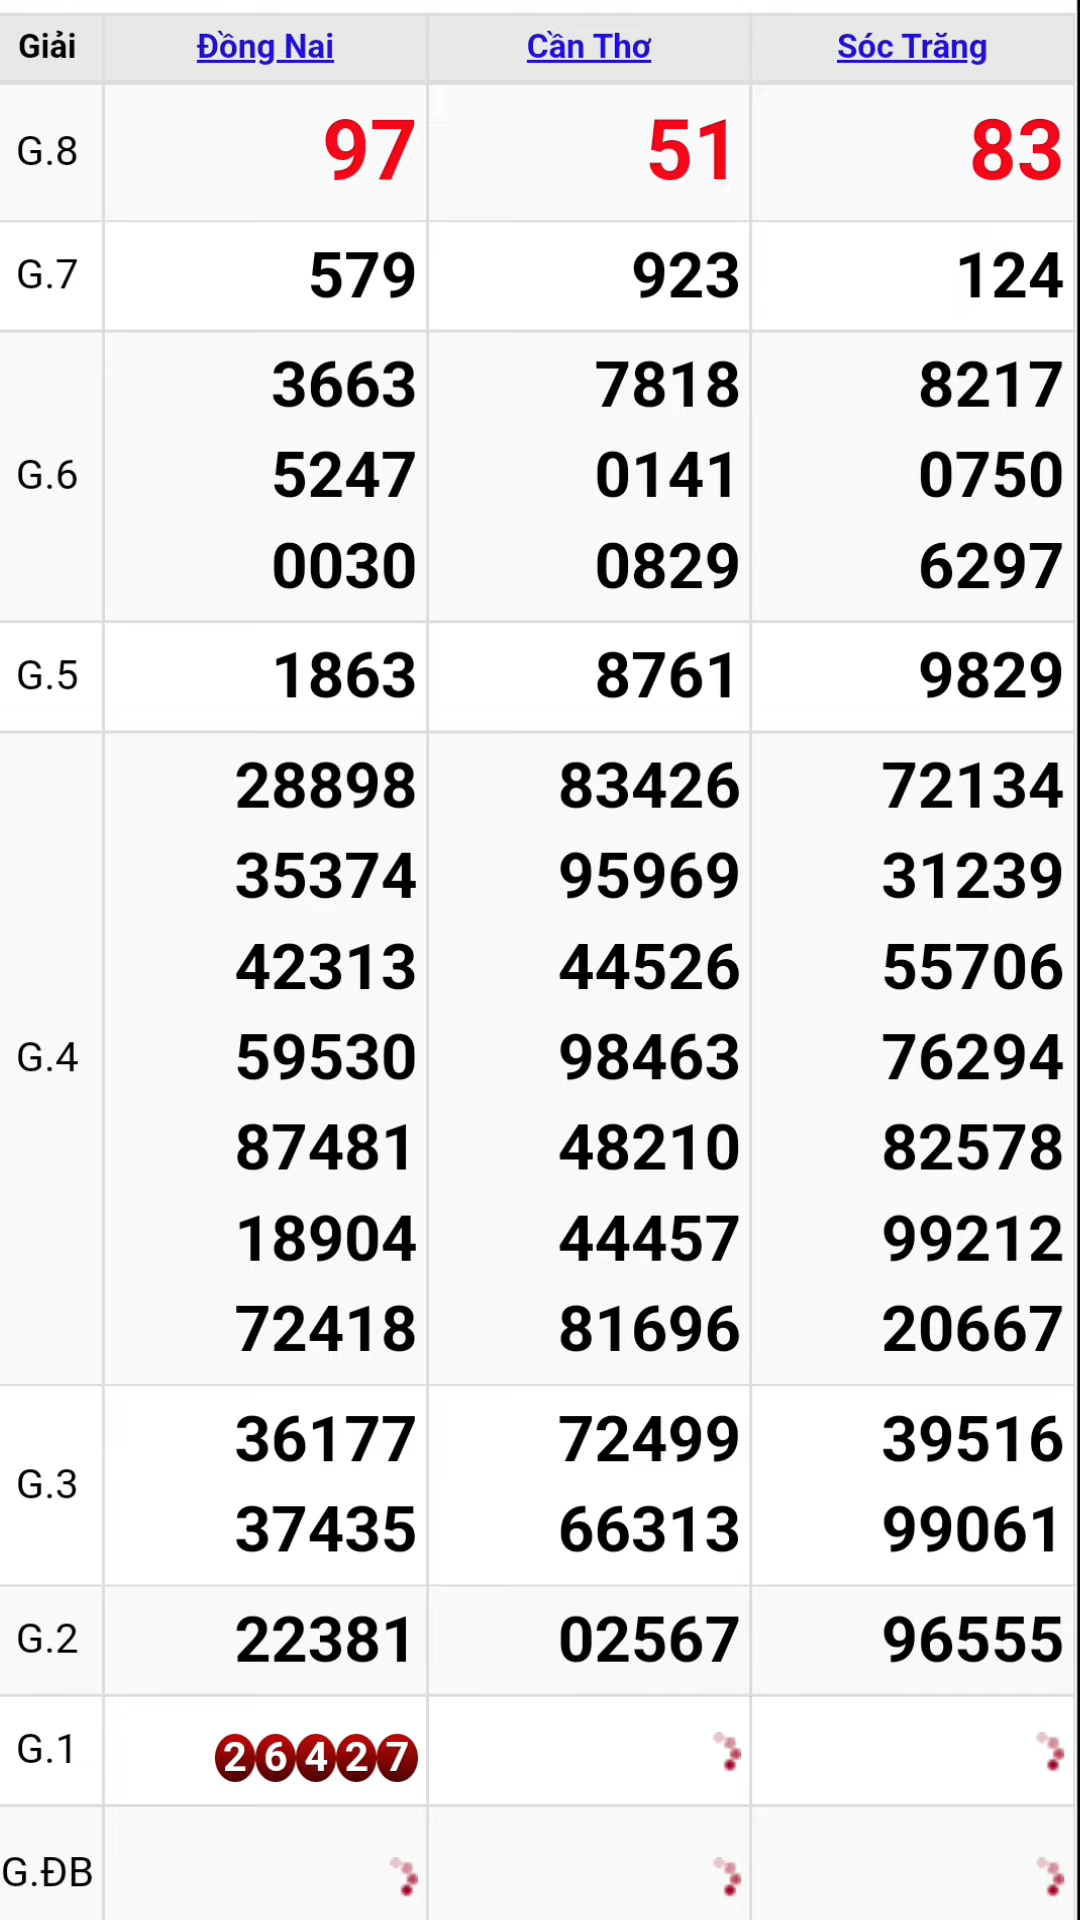 Giải Đồng Nai Cần Thơ Sóc Trăng
G.8 97 51 83
G.7 579 923 124
3663 7818 8217
G.6 5247 0141 0750
0030 0829 6297
G.5 1863 8761 9829
28898 83426 72134
35374 95969 31239
42313 44526 55706
G.4 59530 98463 76294
87481 48210 82578
18904 44457 99212
72418 81696 20667
G.3 36177 72499 39516
37435 66313 99061
G.2 22381 02567 96555
G.1 26427
G.ĐB